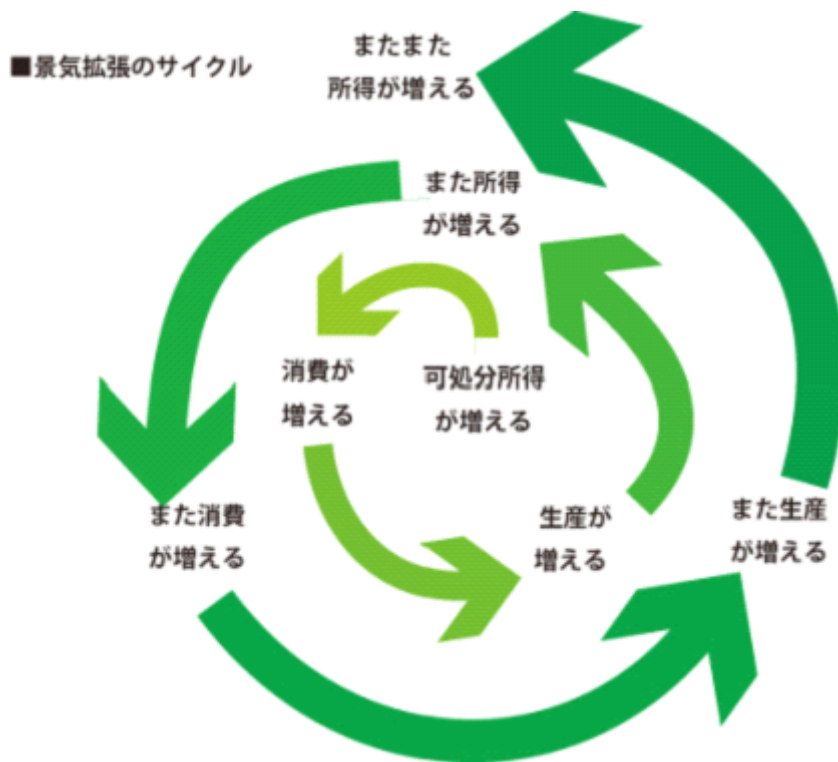 ■景気拡張のサイクル
またまた
所得が増える
また所得
が増える
消費が
増える
可処分所得
が増える
また消費
が増える
生産が
増える
また生産
が増える